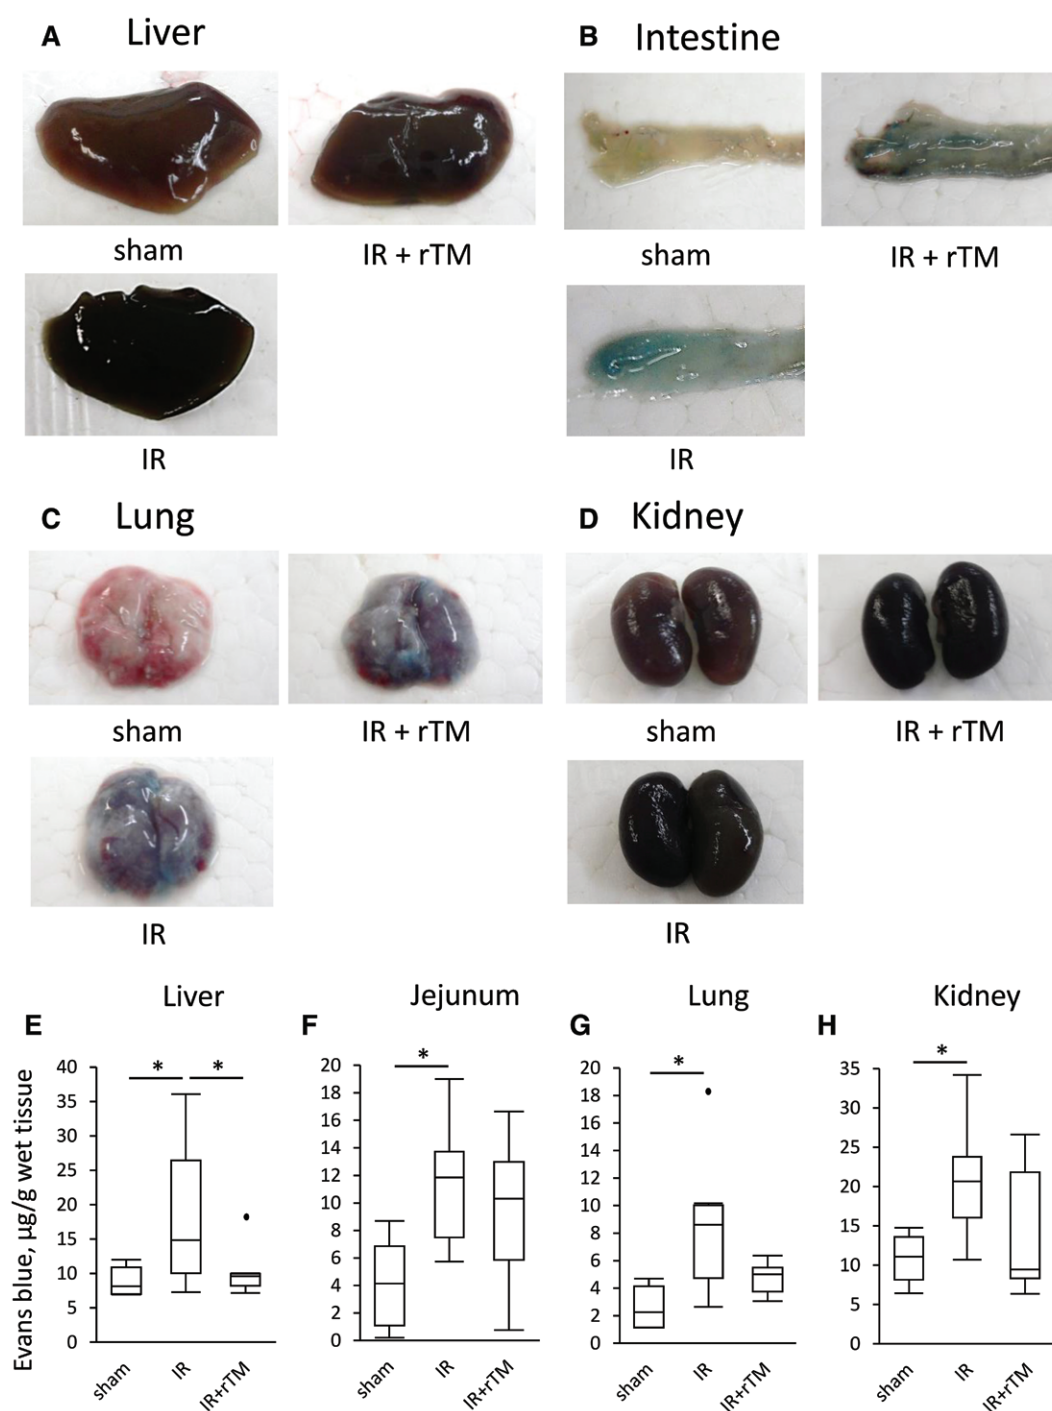 A Liver
B Intestine
sham
IR + rTM
sham
IR + rTM
IR
IR
C Lung
D Kidney
sham
IR + rTM
sham
IR + rTM
IR
IR
E Liver
F Jejunum
G Lung
H Kidney
Evans blue, µg/g wet tissue
40
35
30
25
20
15
10
5
0
*
*
sham
IR
IR+rTM
20
18
16
14
12
10
8
6
4
2
0
*
sham
IR
IR+rTM
20
18
16
14
12
10
8
6
4
2
0
*
sham
IR
IR+rTM
35
30
25
20
15
10
5
0
*
sham
IR
IR+rTM